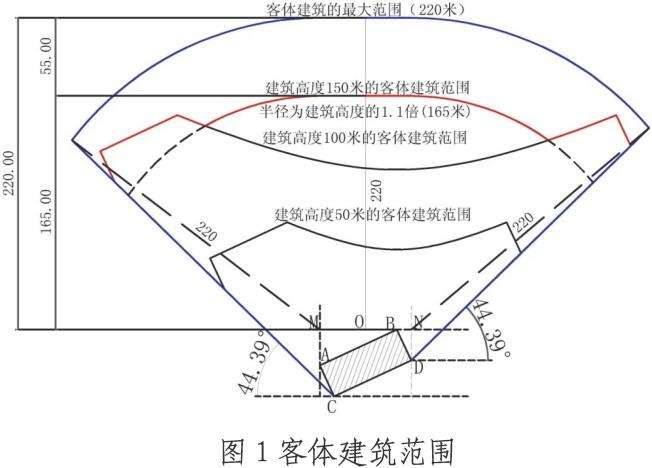 客体建筑的最大范围（220米）
55.00
建筑高度150米的客体建筑范围
半径为建筑高度的1.1倍(165米)
建筑高度100米的客体建筑范围
220.00
165.00
220
建筑高度50米的客体建筑范围
220
220
M
O
B
N
44.39°
44.39°
A
D
C
图1客体建筑范围